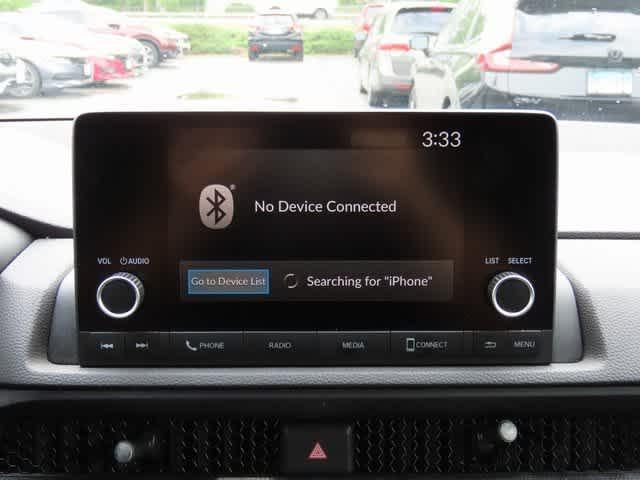 3:33
No Device Connected
VOL AUDIO
LIST SELECT
Go to Device List
Searching for "iPhone"
PHONE RADIO MEDIA CONNECT MENU